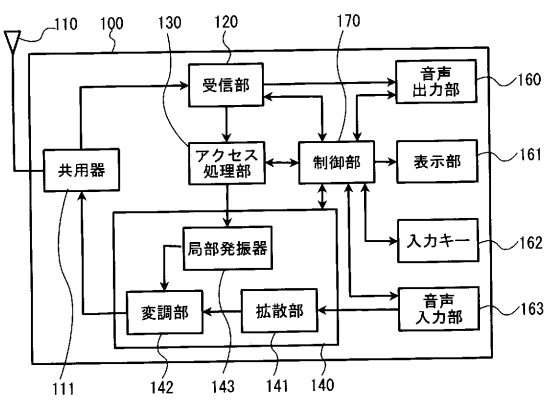 110
100
130
120
170
受信部
音声
出力部
160
共用器
アクセス
処理部
制御部
表示部
161
局部発振器
入力キー
162
変調部
拡散部
音声
入力部
163
111
142
143
141
140